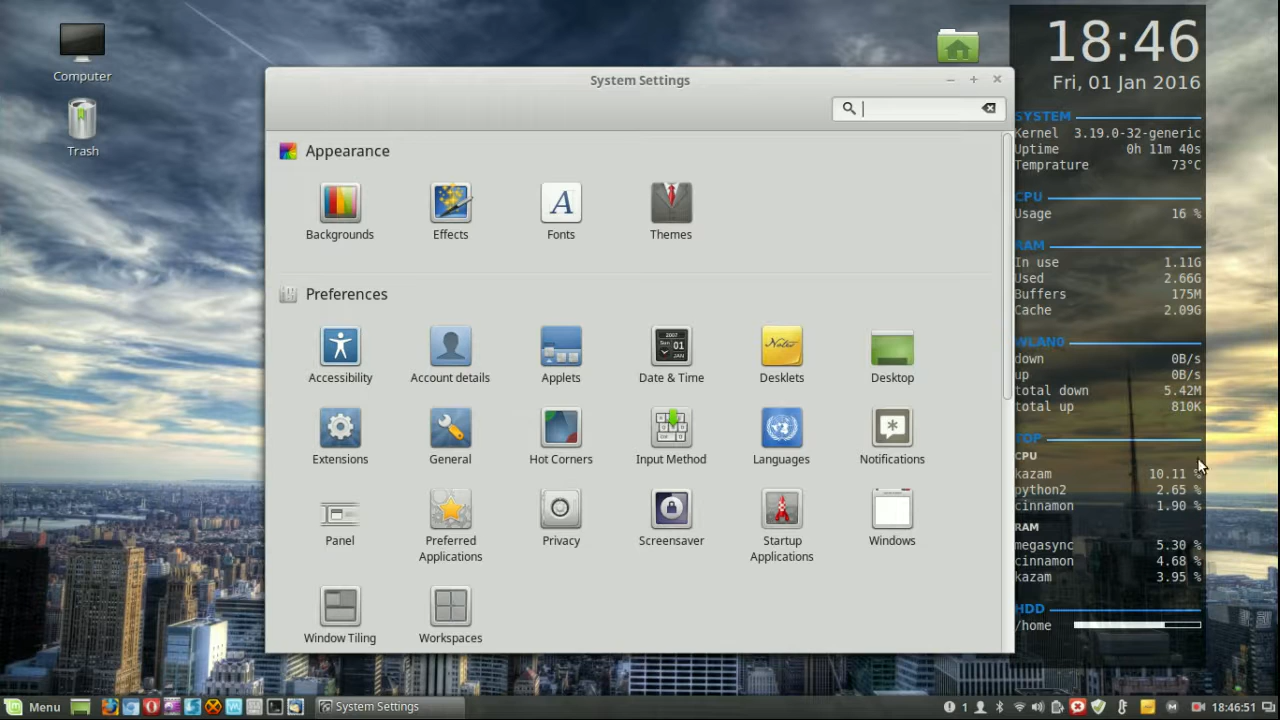 Computer
Trash
System Settings
Appearance
Backgrounds
Effects
Fonts
Themes
Preferences
Accessibility
Account details
Applets
Date & Time
Desklets
Desktop
Extensions
General
Hot Corners
Input Method
Languages
Notifications
Panel
Preferred
Applications
Privacy
Screensaver
Startup
Applications
Windows
Window Tiling
Workspaces
18:46
Fri, 01 Jan 2016
SYSTEM
Kernel 3.19.0-32-generic
Uptime 0h 11m 40s
Temprature 73°C
CPU
Usage 16 %
RAM
In use 1.11G
Used 2.66G
Buffers 175M
Cache 2.09G
WLAN0
down 0B/s
up 0B/s
total down 5.42M
total up 810K
TOP
CPU
kazam 10.11 %
python2 2.65 %
cinnamon 1.90 %
RAM
megasync 5.30 %
cinnamon 4.68 %
kazam 3.95 %
HDD
/home
Menu
System Settings
1
18:46:51